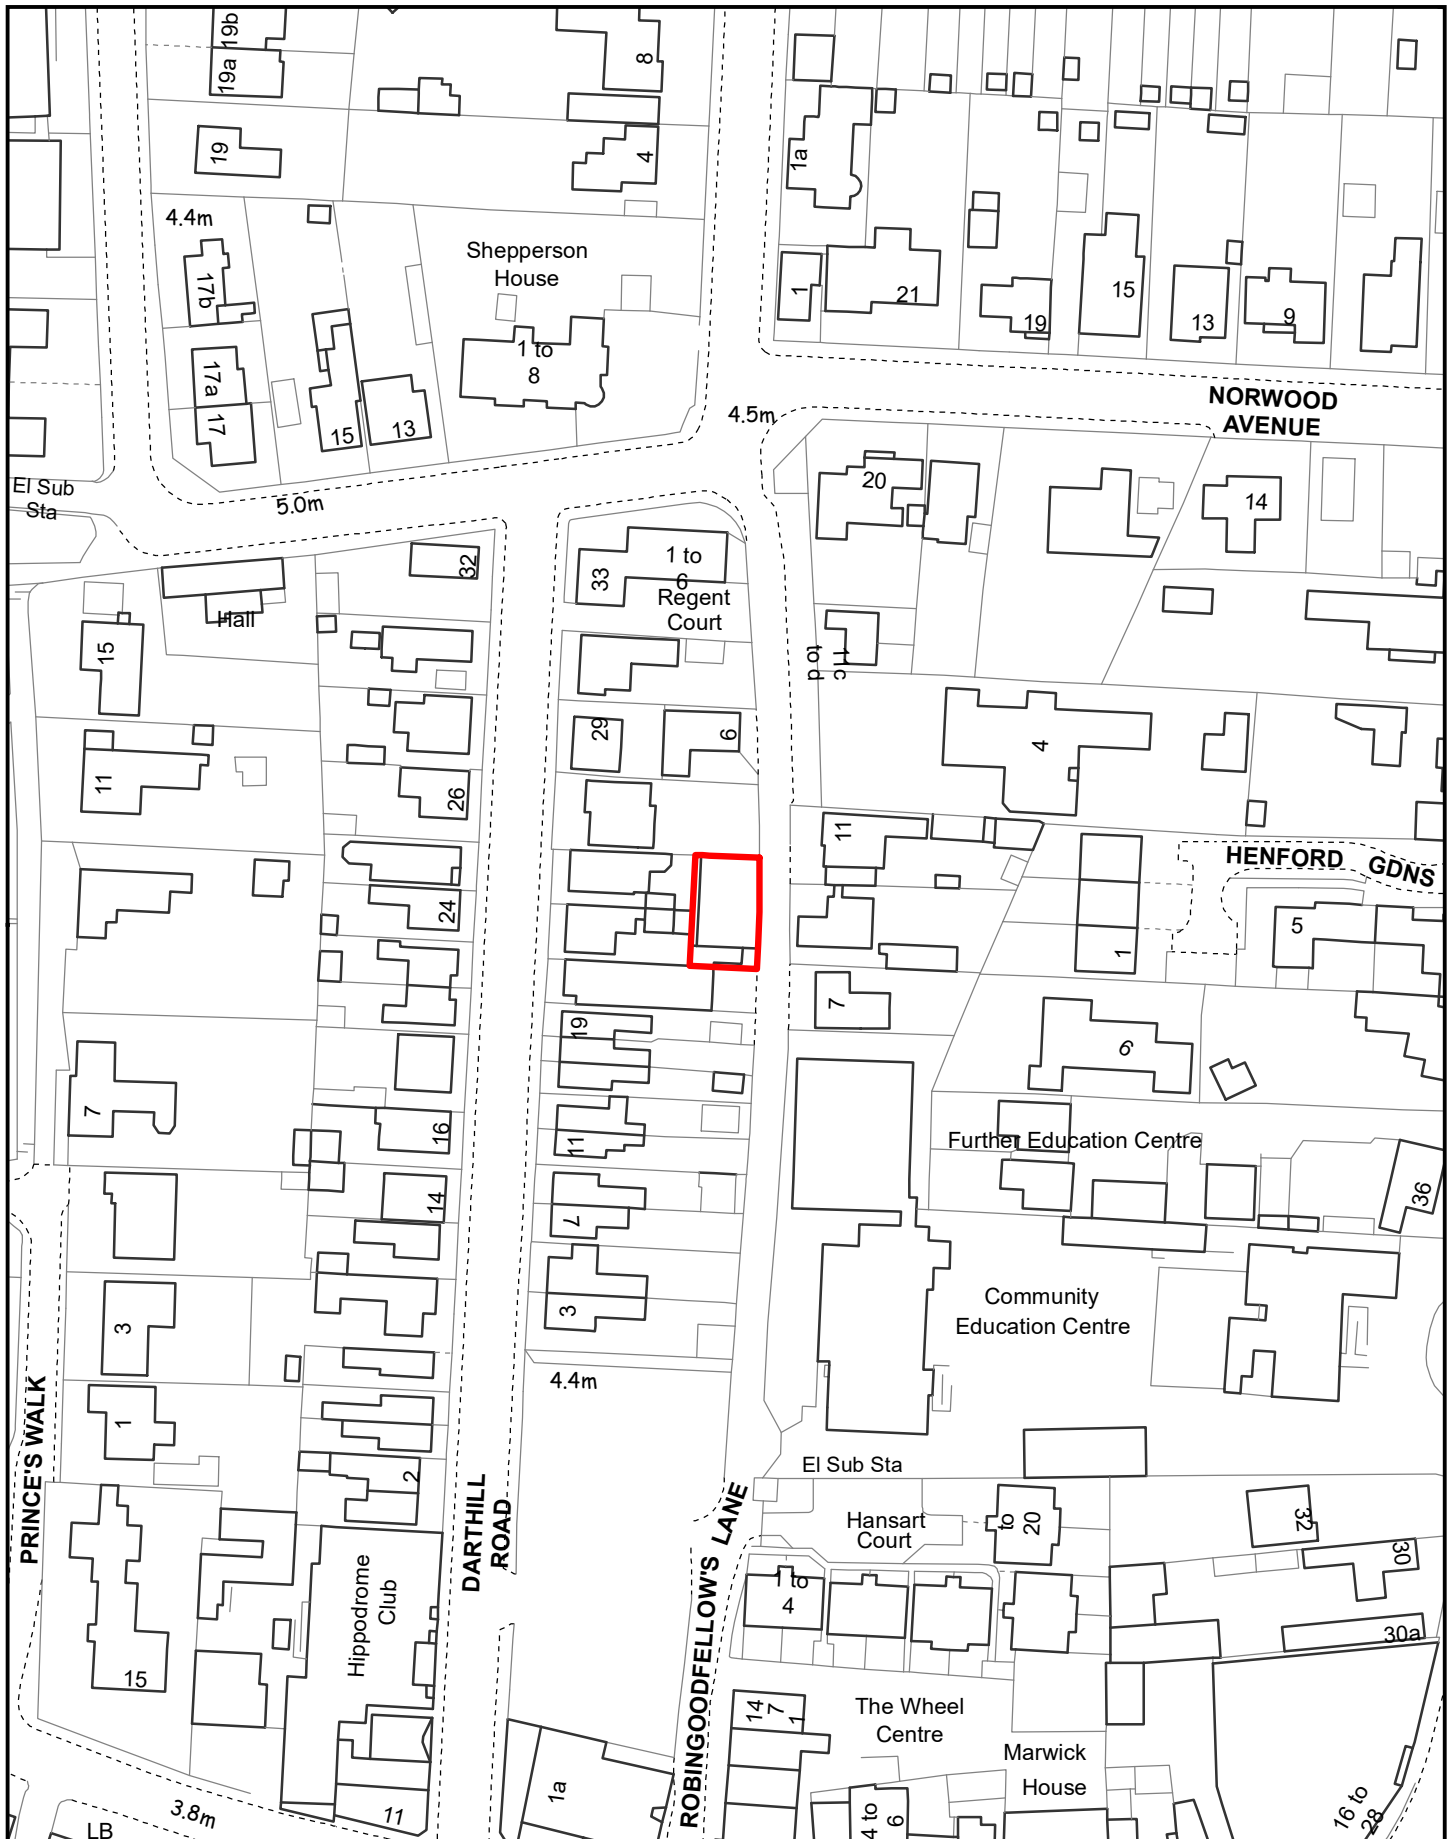 19b
19a
8
19
4
1a
4.4m
Shepperson
House
17b
1
21
15
19
13
9
1 to
8
17a
17
15
13
NORWOOD
AVENUE
4.5m
El Sub
Sta
5.0m
20
14
32
33
1 to
6
Regent
Court
Hall
15
11c
to d
29
6
4
11
26
11
HENFORD GDNS
24
5
1
7
19
6
7
16
11
Further Education Centre
14
7
36
3
3
Community
Education Centre
4.4m
PRINCE'S WALK
1
2
El Sub Sta
DARTHILL
ROAD
ROBINGOODFELLOW'S LANE
Hansart
Court
to
20
32
30
Hippodrome
Club
1 to
4
30a
15
14
7
1
The Wheel
Centre
Marwick
House
1a
3.8m
11
LB
4 to
6
16 to
28